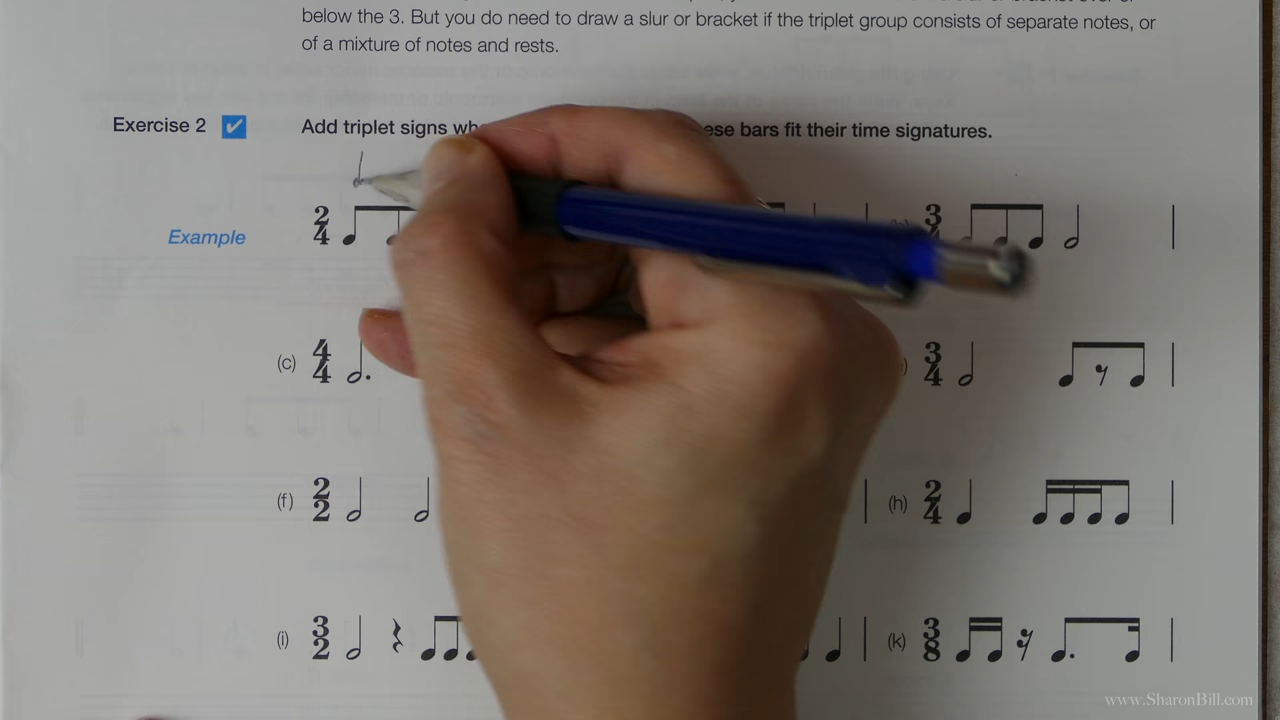 below the 3. But you do need to draw a slur or bracket if the triplet group consists of separate notes, or
of a mixture of notes and rests.
Exercise 2 Add triplet signs ese bars fit their time signatures.
Example 2 4 3 4
(c) 4 4 3 4
(f) 2 2 (h) 2 4
(i) 3 2 (k) 3 8
www.SharonBill.com